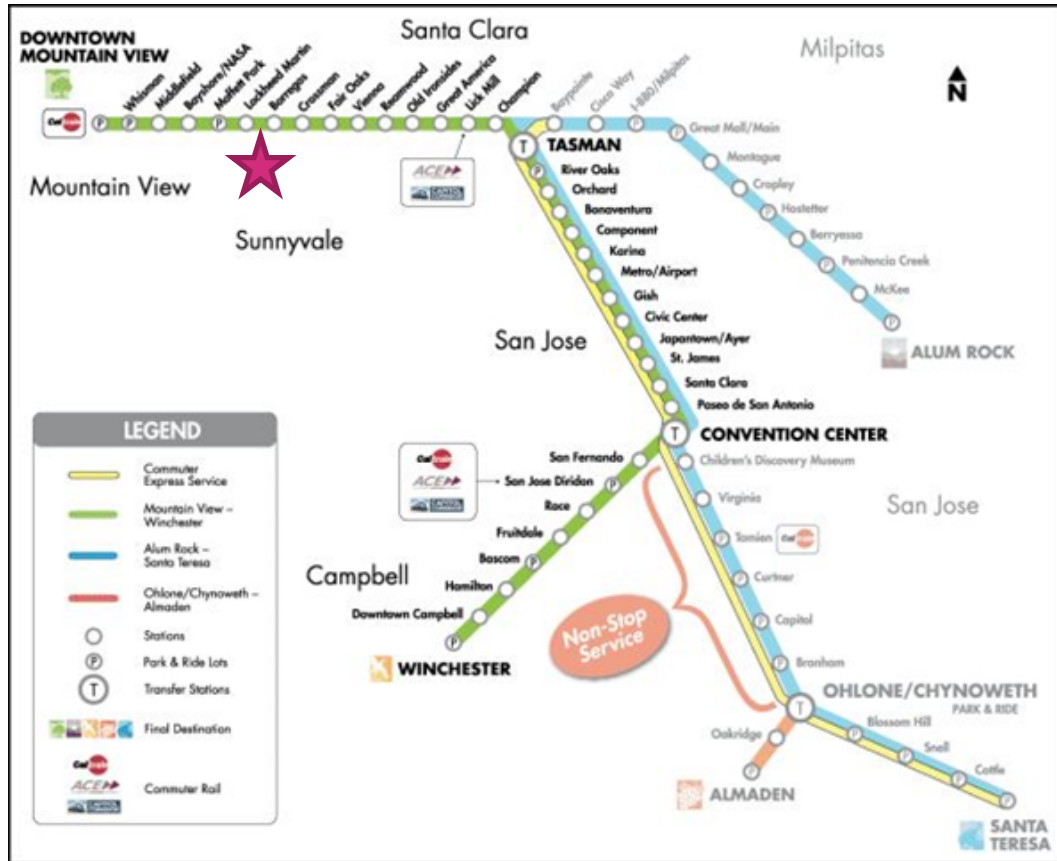 DOWNTOWN
MOUNTAIN VIEW
Whisman
Middlefield
Bayshore/NASA
Moffett Park
Lockheed Martin
Borregas
Crossman
Fair Oaks
Vienna
Reamwood
Old Ironsides
Great America
Lick Mill
Champion
Santa Clara
Milpitas
N
Baypointe
Cisco Way
I-880/Milpitas
Great Mall/Main
Montague
Cropley
Hostetter
Berryessa
Penitencia Creek
McKee
ALUM ROCK
Cal
P
P
P
T
TASMAN
ACE
Mountain View
Sunnyvale
River Oaks
Orchard
Bonaventura
Component
Karina
Metro/Airport
Gish
Civic Center
Japantown/Ayer
St. James
Santa Clara
Paseo de San Antonio
San Jose
T
CONVENTION CENTER
Children's Discovery Museum
Virginia
Tamien
Cal
Curtner
Capitol
Branham
San Jose
Cal
ACE
San Fernando
San Jose Diridon
Race
Fruitdale
Bascom
Hamilton
Downtown Campbell
Campbell
WINCHESTER
Non-Stop
Service
T
OHLONE/CHYNOWETH
PARK & RIDE
Blossom Hill
Snell
Cottle
Oakridge
ALMADEN
SANTA
TERESA
LEGEND
Commuter
Express Service
Mountain View –
Winchester
Alum Rock –
Santa Teresa
Ohlone/Chynoweth –
Almaden
Stations
P
Park & Ride Lots
T
Transfer Stations
Final Destination
Cal
ACE
Commuter Rail